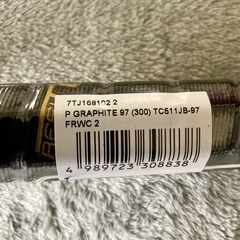 7TJ168102 2
P GRAPHITE 97 (300) TC511JB-97
FRWC 2
4 989723 308838